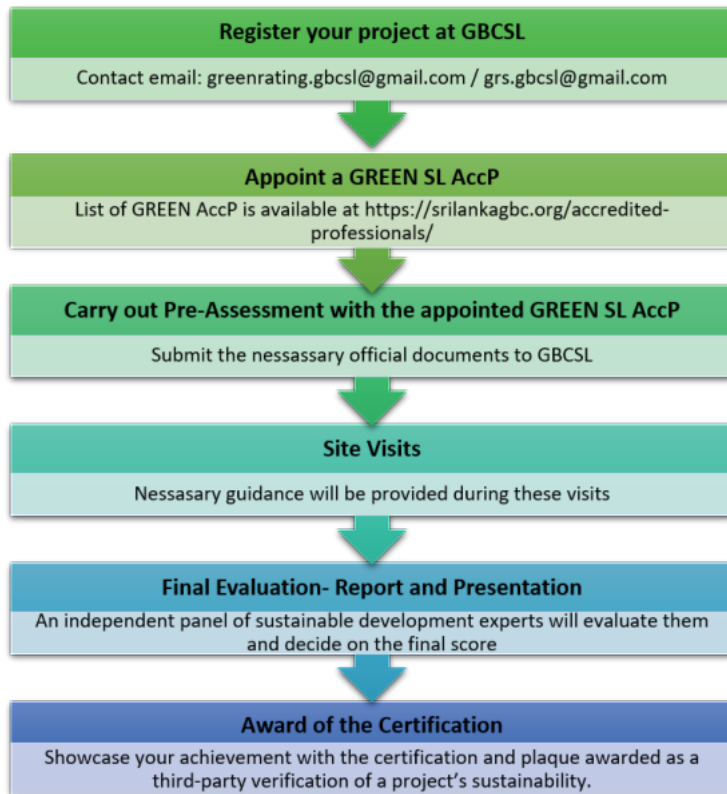 Register your project at GBCSL
Contact email: greenrating.gbcsl@gmail.com / grs.gbcsl@gmail.com
Appoint a GREEN SL AccP
List of GREEN AccP is available at https://srilankagbc.org/accredited-
professionals/
Carry out Pre-Assessment with the appointed GREEN SL AccP
Submit the nessassary official documents to GBCSL
Site Visits
Nessasary guidance will be provided during these visits
Final Evaluation- Report and Presentation
An independent panel of sustainable development experts will evaluate them
and decide on the final score
Award of the Certification
Showcase your achievement with the certification and plaque awarded as a
third-party verification of a project’s sustainability.